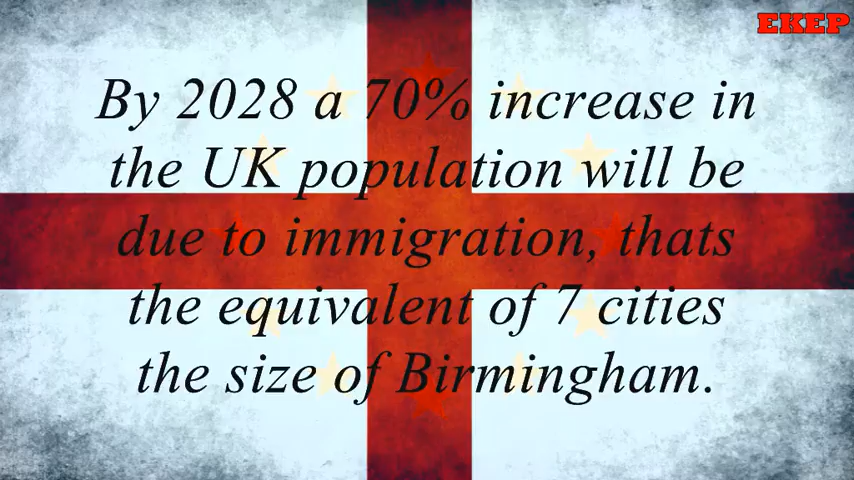 EKEP
By 2028 a 70% increase in
the UK population will be
due to immigration, thats
the equivalent of 7 cities
the size of Birmingham.